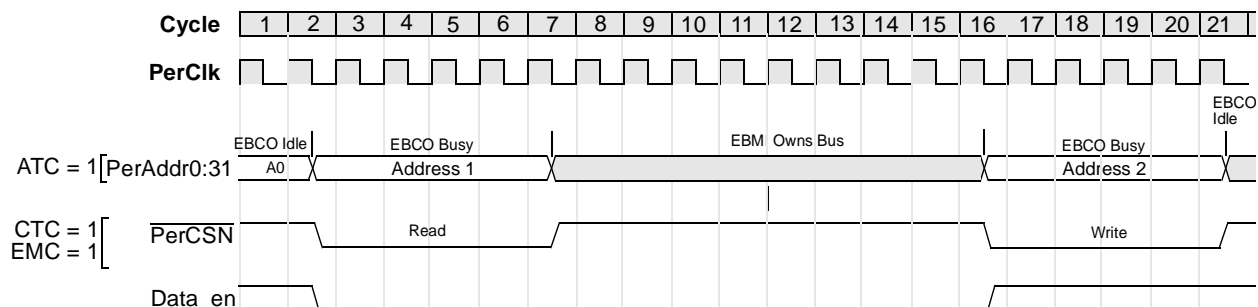 Cycle 1 2 3 4 5 6 7 8 9 10 11 12 13 14 15 16 17 18 19 20 21
PerClk
EBCO
Idle
EBCO Idle EBCO Busy EBM Owns Bus EBCO Busy
ATC = 1 PerAddr0:31 A0 Address 1 Address 2
CTC = 1
EMC = 1
PerCSN Read Write
Data_en